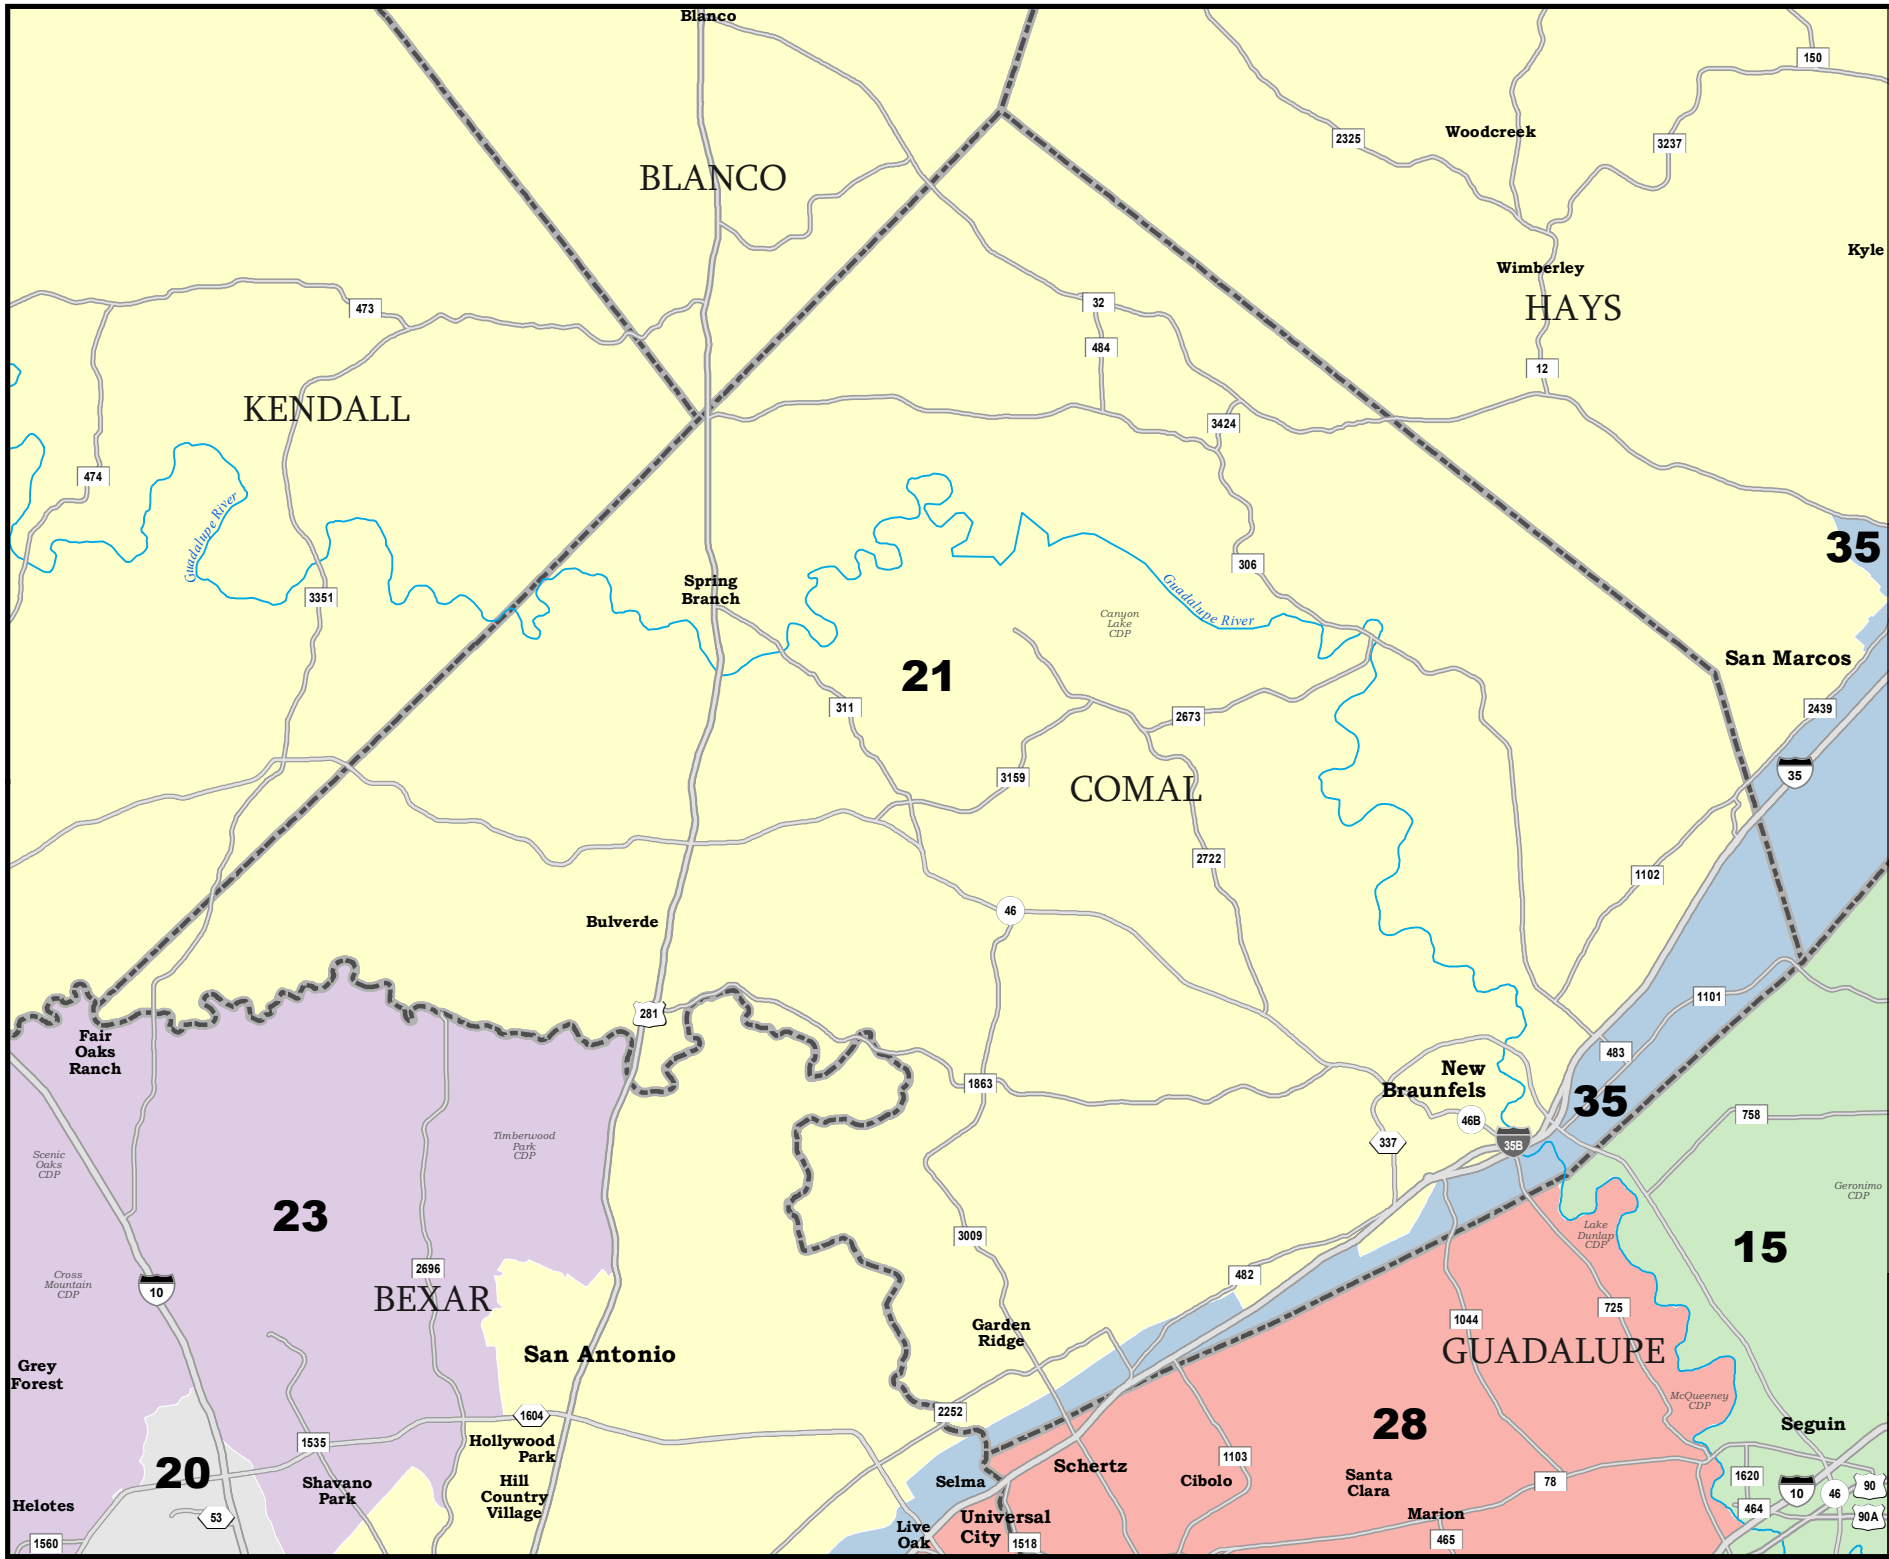 Blanco
150
2325
Woodcreek
3237
BLANCO
Kyle
Wimberley
HAYS
32
473
484
12
KENDALL
3424
474
Guadalupe River
35
306
Spring
Branch
3351
Canyon
Lake
CDP
Guadalupe River
21
San Marcos
311
2673
2439
3159
COMAL
35
2722
1102
46
Bulverde
1101
281
Fair
Oaks
Ranch
483
1863
New
Braunfels
35
46B
758
337
35B
Timberwood
Park
CDP
Scenic
Oaks
CDP
Geronimo
CDP
23
3009
Lake
Dunlap
CDP
15
2696
482
Cross
Mountain
CDP
10
BEXAR
725
1044
Garden
Ridge
GUADALUPE
San Antonio
Grey
Forest
McQueeney
CDP
1604
2252
28
Seguin
1535
Hollywood
Park
Schertz
1103
20
Shavano
Park
Hill
Country
Village
Selma
Cibolo
Santa
Clara
78
1620
10
46
90
Helotes
53
Universal
City
Marion
464
90A
1560
Live
Oak
1518
465